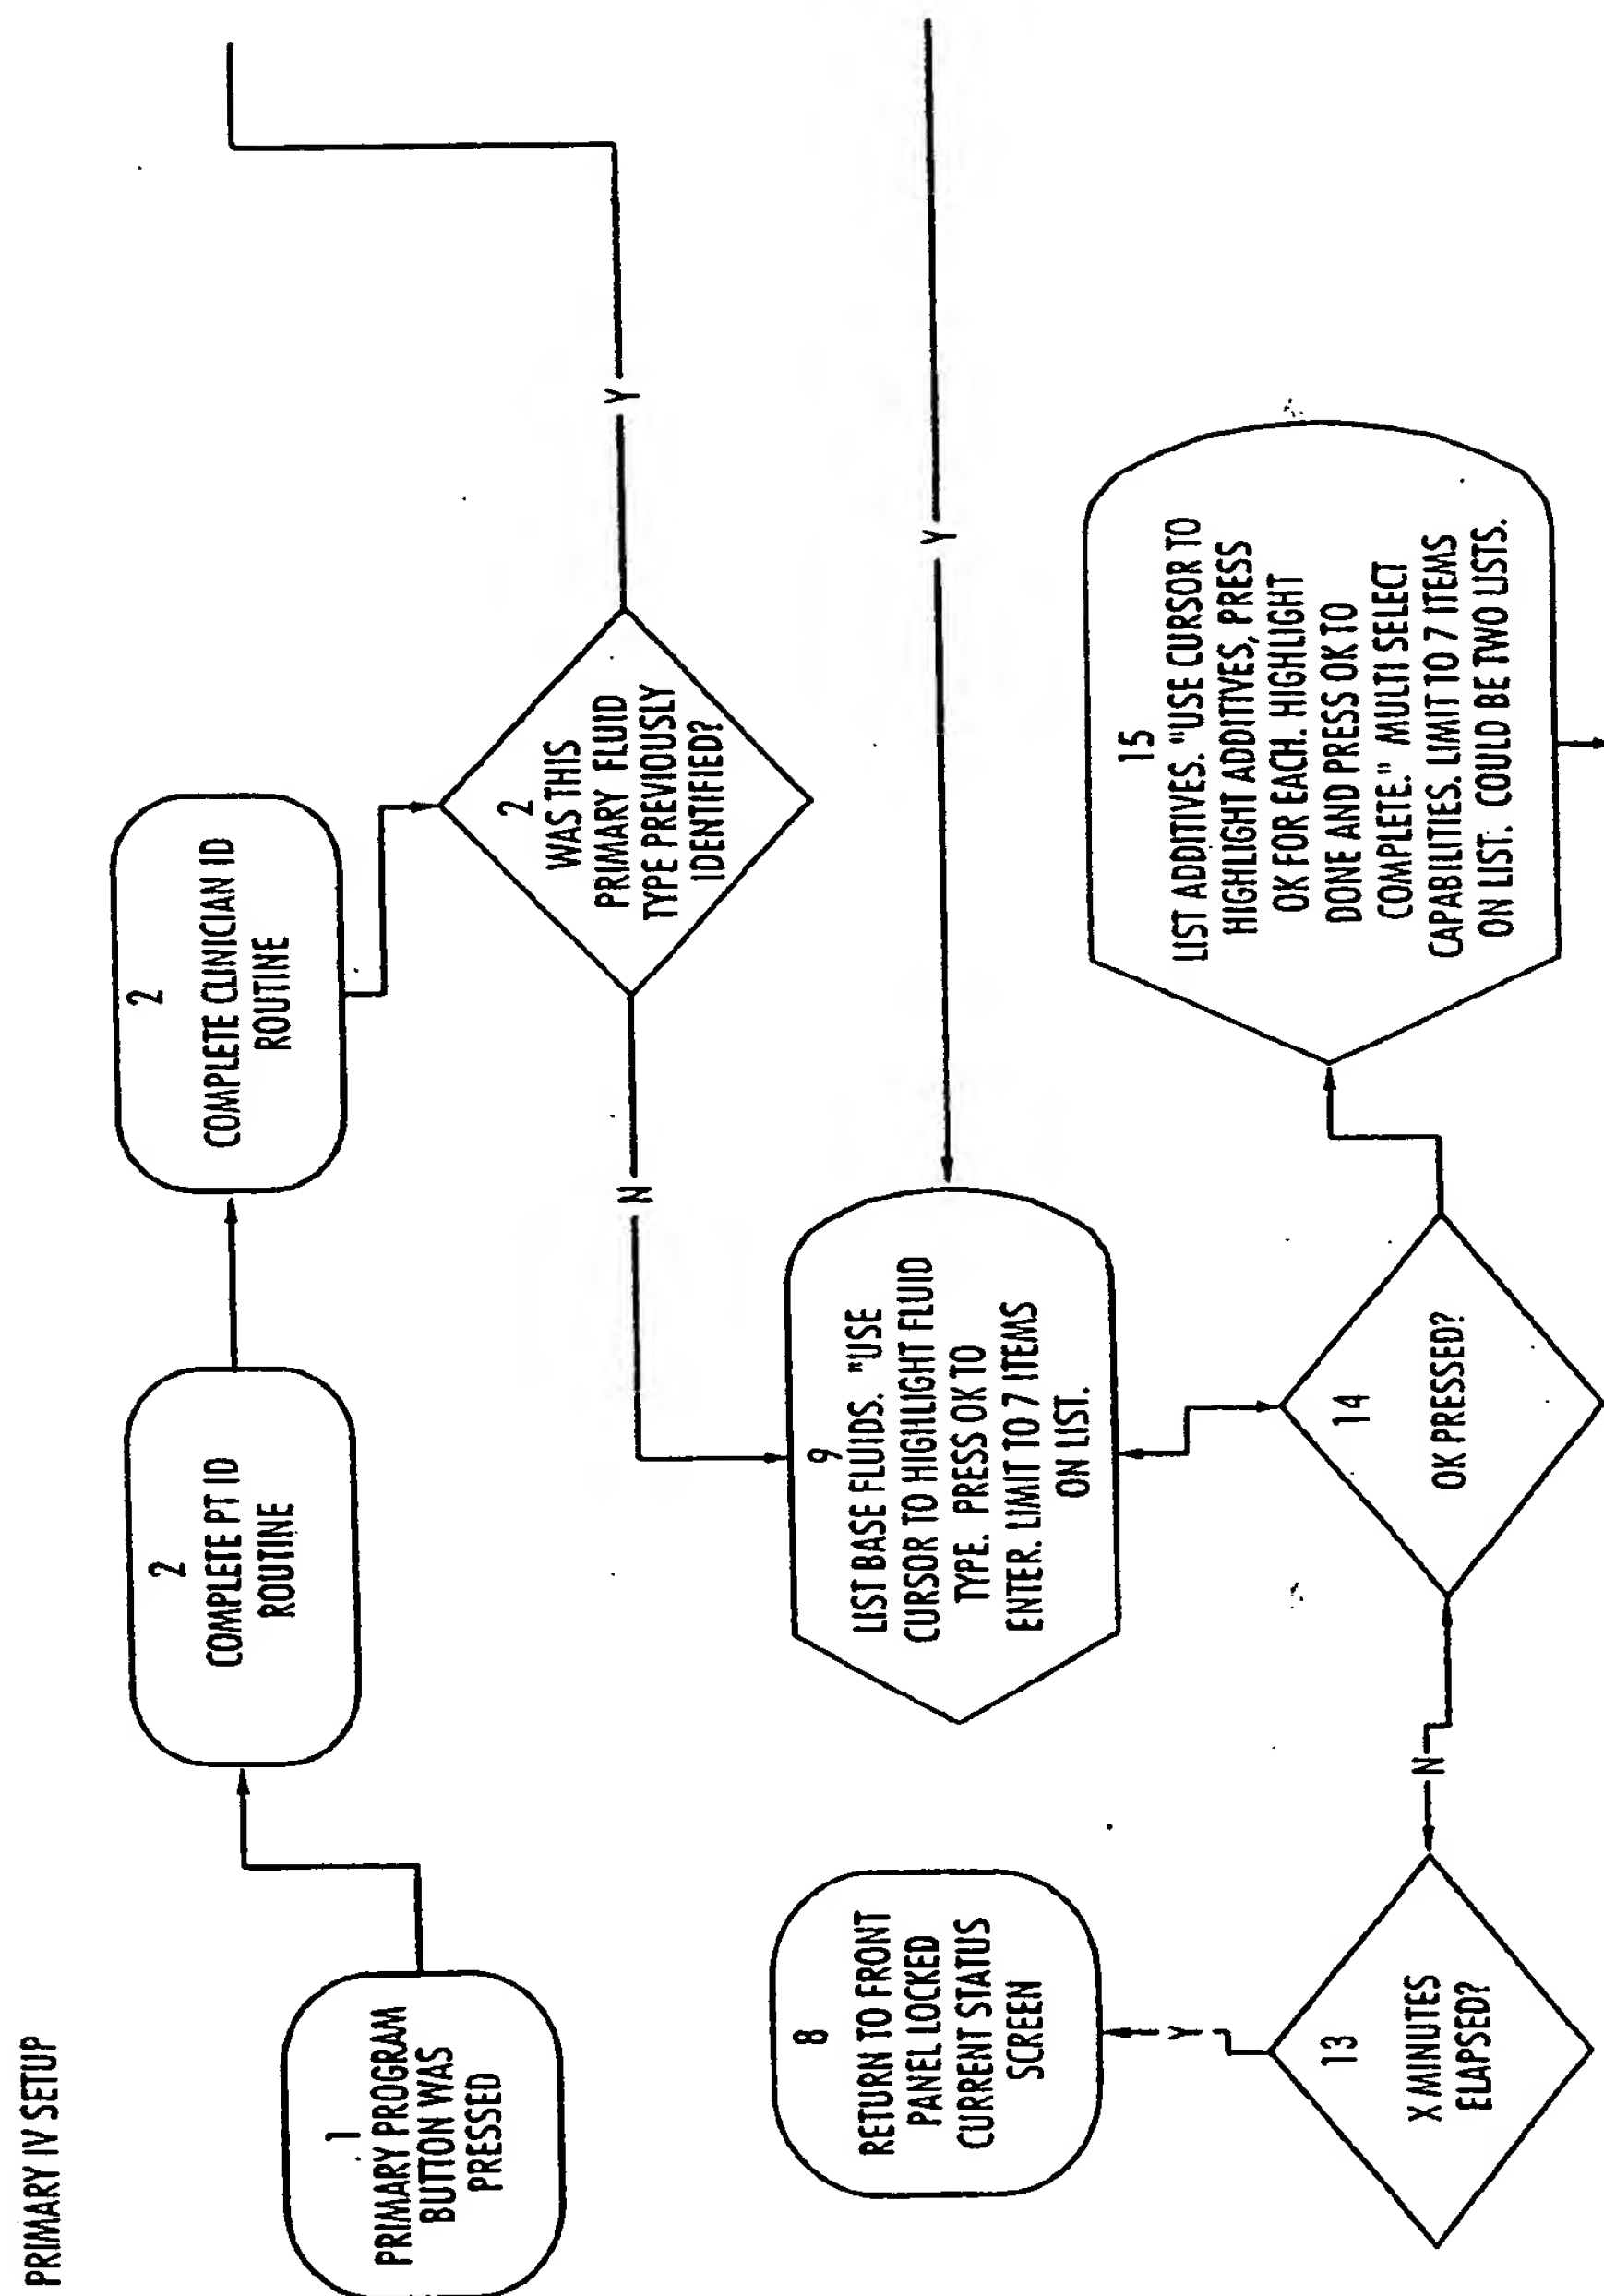 PRIMARY IV SETUP
1
PRIMARY PROGRAM
BUTTON WAS
PRESSED
2
COMPLETE PT ID
ROUTINE
2
COMPLETE CLINICIAN ID
ROUTINE
2
WAS THIS
PRIMARY FLUID
TYPE PREVIOUSLY
IDENTIFIED?
Y
N
Y
9
LIST BASE FLUIDS. "USE
CURSOR TO HIGHLIGHT FLUID
TYPE. PRESS OK TO
ENTER. LIMIT TO 7 ITEMS
ON LIST.
8
RETURN TO FRONT
PANEL LOCKED
CURRENT STATUS
SCREEN
Y
13
X MINUTES
ELAPSED?
N
14
OK PRESSED?
15
LIST ADDITIVES. "USE CURSOR TO
HIGHLIGHT ADDITIVES, PRESS
OK FOR EACH. HIGHLIGHT
DONE AND PRESS OK TO
COMPLETE." MULTI SELECT
CAPABILITIES. LIMIT TO 7 ITEMS
ON LIST. COULD BE TWO LISTS.